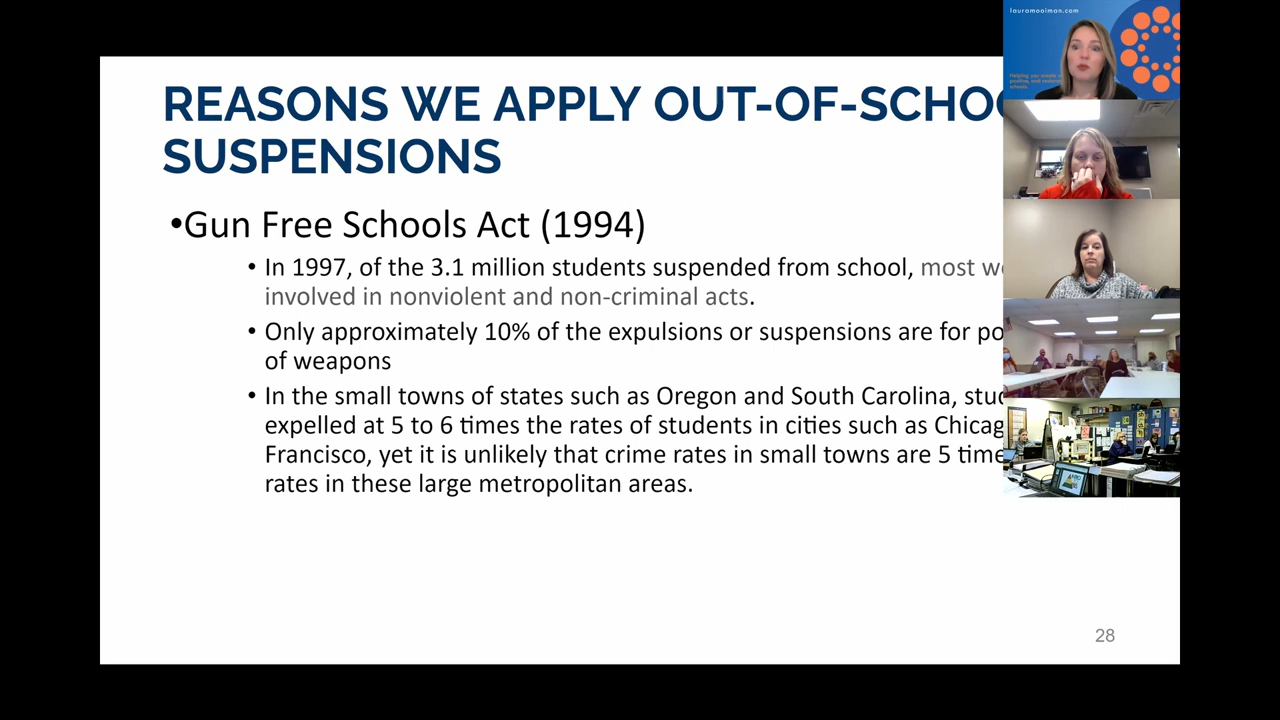 lauramooiman.com
REASONS WE APPLY OUT-OF-SCHOO
SUSPENSIONS
•Gun Free Schools Act (1994)
• In 1997, of the 3.1 million students suspended from school, most we
involved in nonviolent and non-criminal acts.
• Only approximately 10% of the expulsions or suspensions are for po
of weapons
• In the small towns of states such as Oregon and South Carolina, stud
expelled at 5 to 6 times the rates of students in cities such as Chicag
Francisco, yet it is unlikely that crime rates in small towns are 5 time
rates in these large metropolitan areas.
28